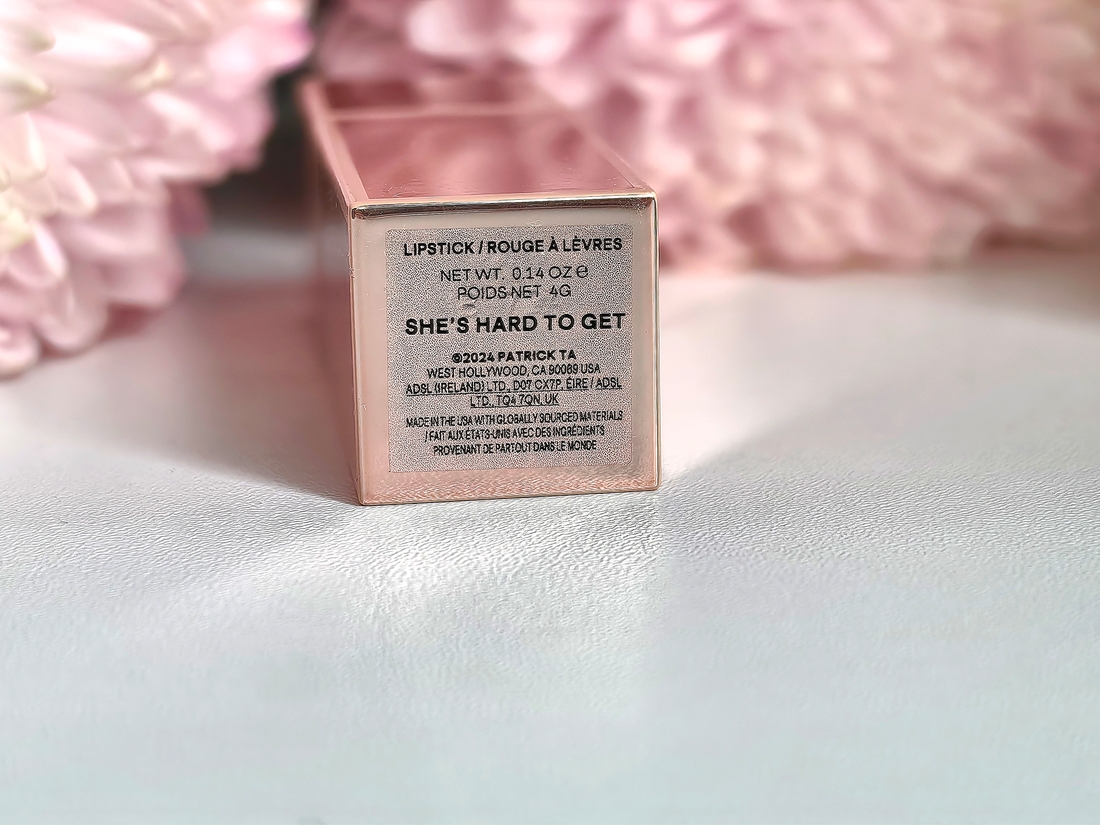 LIPSTICK / ROUGE À LÈVRES
NET WT. 0.14 OZ ℮
POIDS NET 4G
SHE'S HARD TO GET
©2024 PATRICK TA
WEST HOLLYWOOD, CA 90069 USA
ADSL (IRELAND) LTD., D07 CX7P, ÉIRE / ADSL
LTD., TQ4 7QN, UK
MADE IN THE USA WITH GLOBALLY SOURCED MATERIALS
/ FAIT AUX ÉTATS-UNIS AVEC DES INGRÉDIENTS
PROVENANT DE PARTOUT DANS LE MONDE